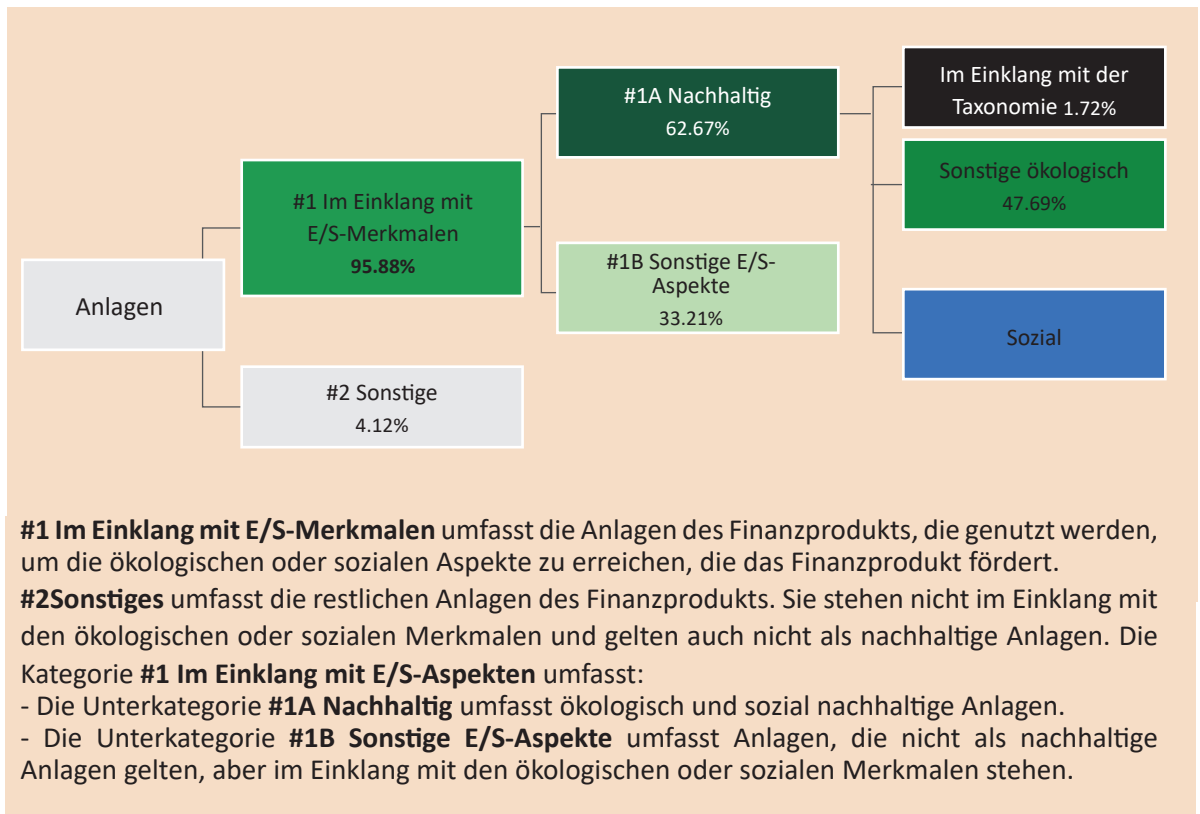 Anlagen
#1 Im Einklang mit
E/S-Merkmalen
95.88%
#2 Sonstige
4.12%
#1A Nachhaltig
62.67%
#1B Sonstige E/S-
Aspekte
33.21%
Im Einklang mit der
Taxonomie 1.72%
Sonstige ökologisch
47.69%
Sozial
#1 Im Einklang mit E/S-Merkmalen umfasst die Anlagen des Finanzprodukts, die genutzt werden,
um die ökologischen oder sozialen Aspekte zu erreichen, die das Finanzprodukt fördert.
#2Sonstiges umfasst die restlichen Anlagen des Finanzprodukts. Sie stehen nicht im Einklang mit
den ökologischen oder sozialen Merkmalen und gelten auch nicht als nachhaltige Anlagen. Die
Kategorie #1 Im Einklang mit E/S-Aspekten umfasst:
- Die Unterkategorie #1A Nachhaltig umfasst ökologisch und sozial nachhaltige Anlagen.
- Die Unterkategorie #1B Sonstige E/S-Aspekte umfasst Anlagen, die nicht als nachhaltige
Anlagen gelten, aber im Einklang mit den ökologischen oder sozialen Merkmalen stehen.